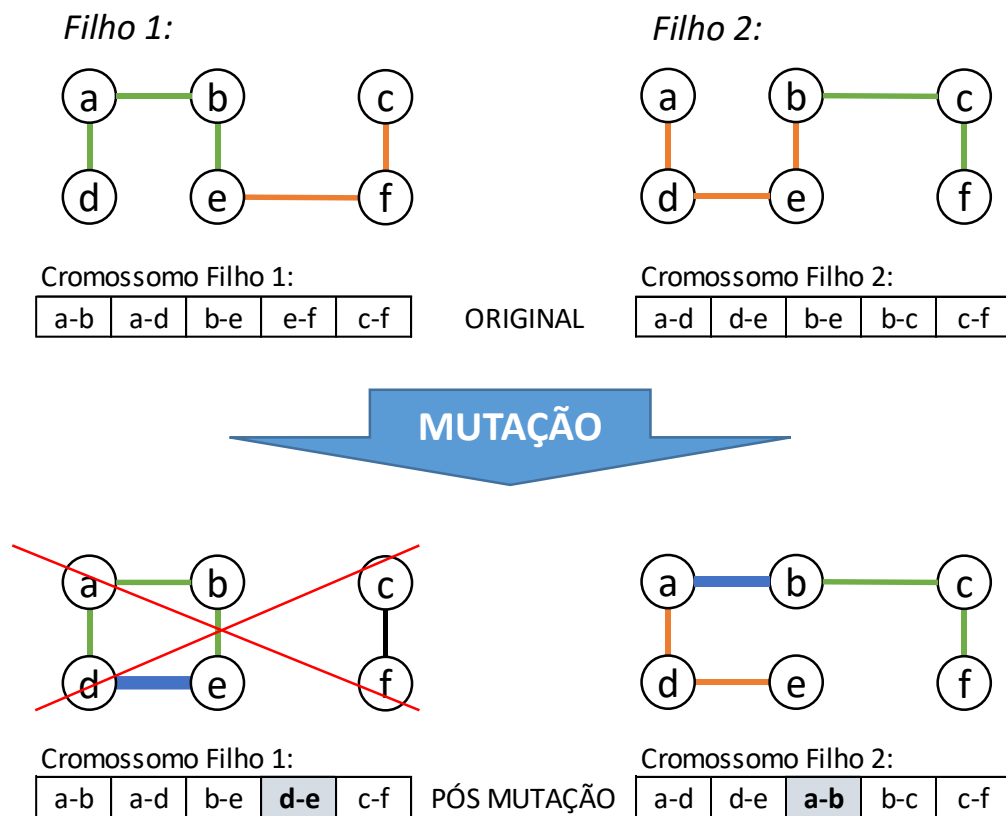 Filho 1:
Filho 2:
a b c
a b c
d e f
d e f
Cromossomo Filho 1:
Cromossomo Filho 2:
a-b a-d b-e e-f c-f
ORIGINAL
a-d d-e b-e b-c c-f
MUTAÇÃO
a b c
a b c
d e f
d e f
Cromossomo Filho 1:
Cromossomo Filho 2:
a-b a-d b-e d-e c-f
PÓS MUTAÇÃO
a-d d-e a-b b-c c-f